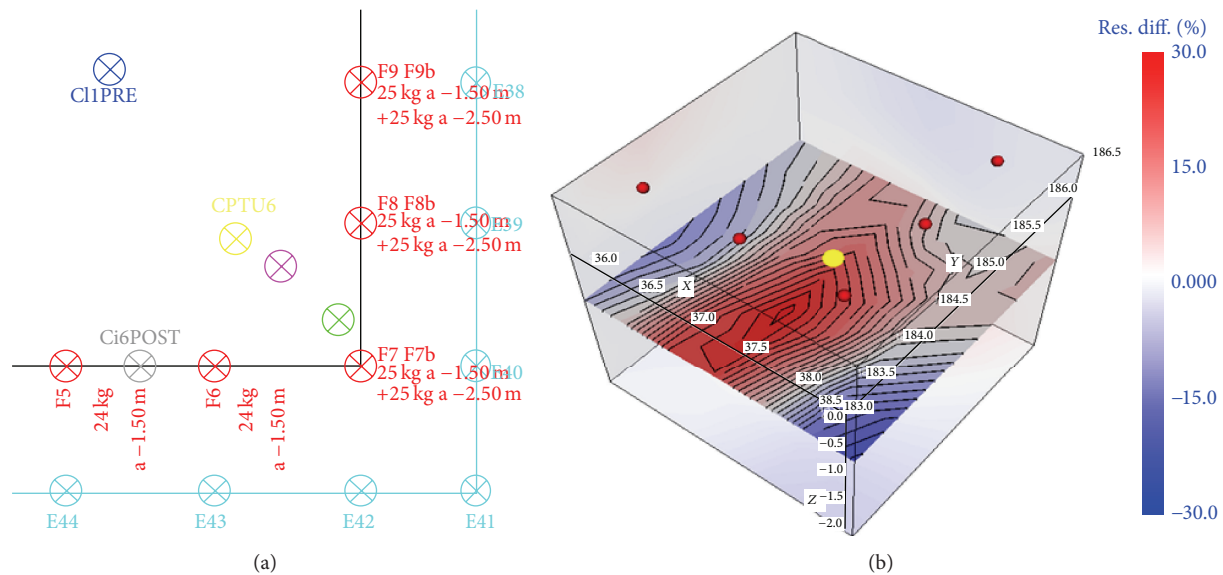 Cl1PRE
F9 F9b
25 kg a −1.50 m
E38
+25 kg a −2.50 m
CPTU6
F8 F8b
25 kg a −1.50 m
E39
+25 kg a −2.50 m
Ci6POST
F7 F7b
25 kg a −1.50 m
E40
+25 kg a −2.50 m
F5
24 kg
a −1.50 m
F6
24 kg
a −1.50 m
E44
E43
E42
E41
(a)
Res. diff. (%)
30.0
15.0
0.000
−15.0
−30.0
186.5
186.0
185.5
Y
185.0
184.5
184.0
183.5
183.0
36.0
36.5
X
37.0
37.5
38.0
38.5
0.0
−0.5
−1.0
Z
−1.5
−2.0
(b)